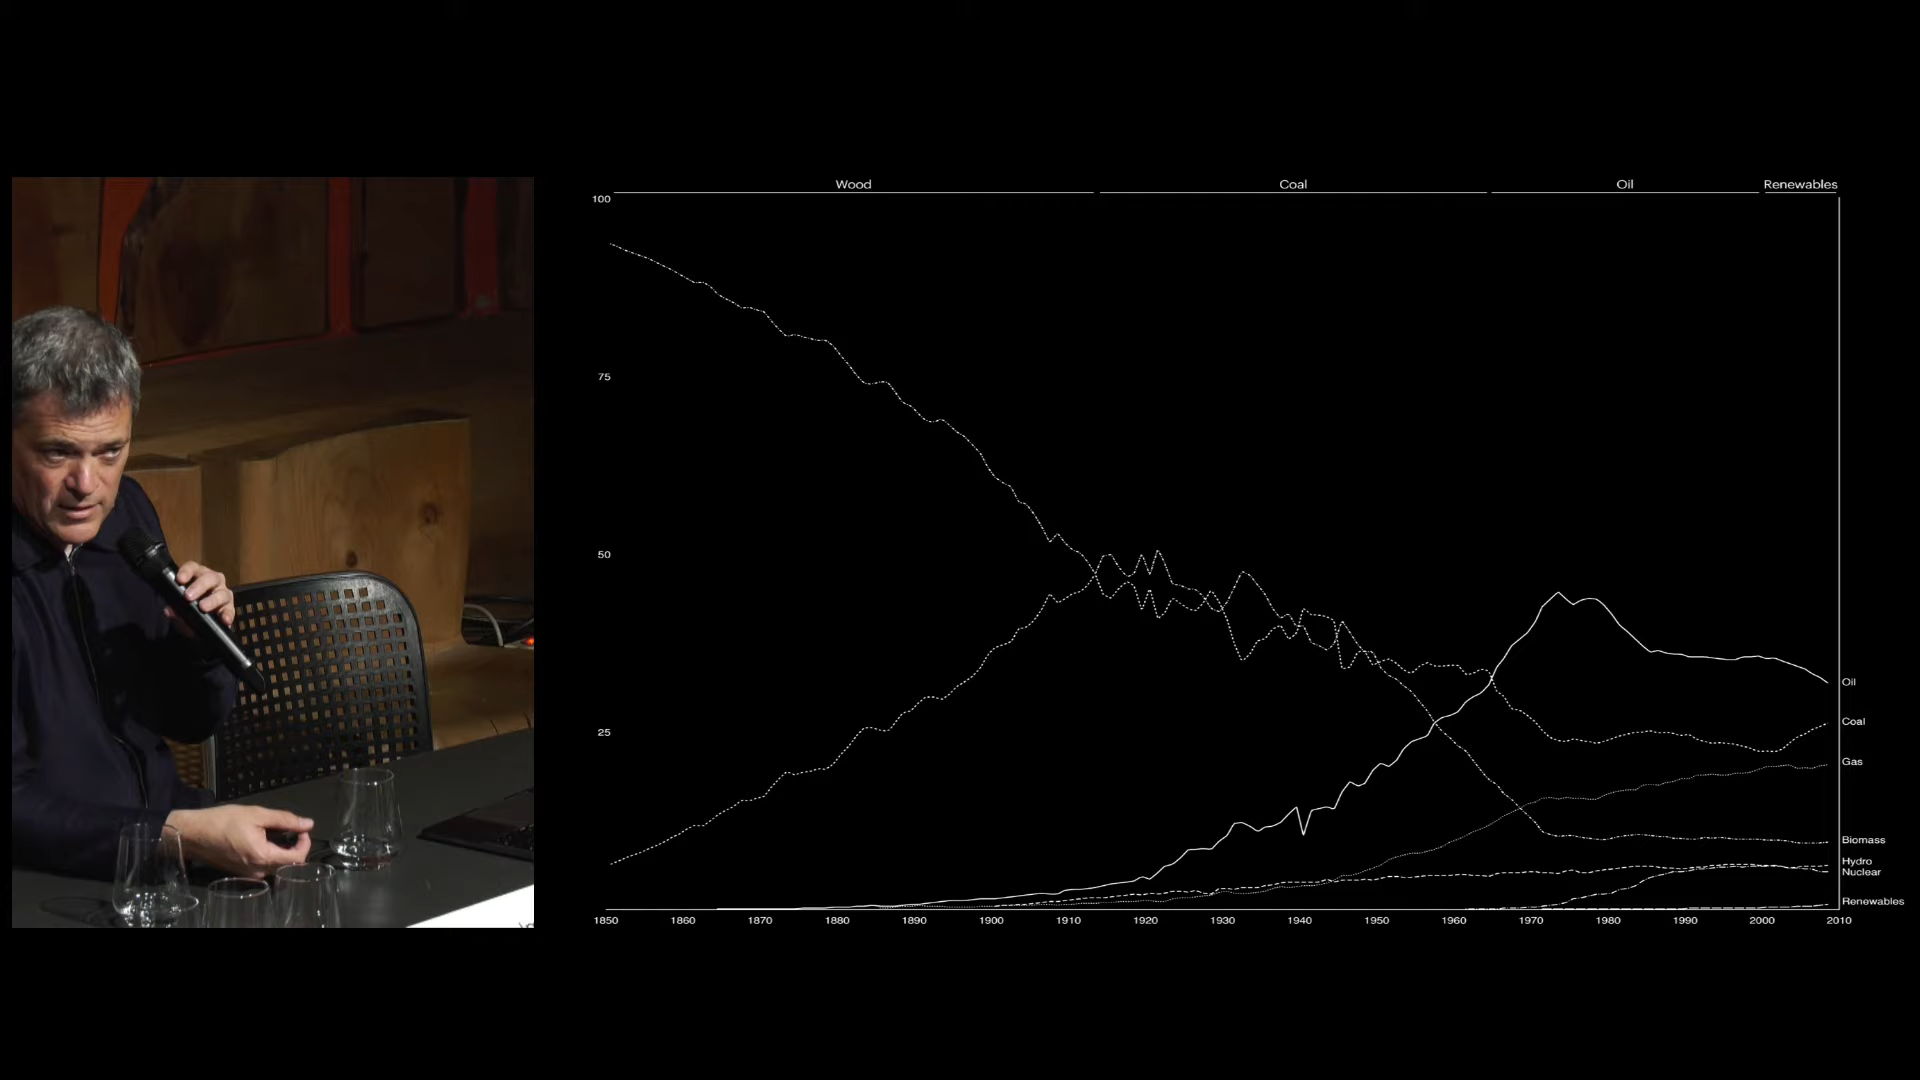 Wood Coal Oil Renewables
100
75
50
25
Oil
Coal
Gas
Biomass
Hydro
Nuclear
Renewables
1850 1860 1870 1880 1890 1900 1910 1920 1930 1940 1950 1960 1970 1980 1990 2000 2010